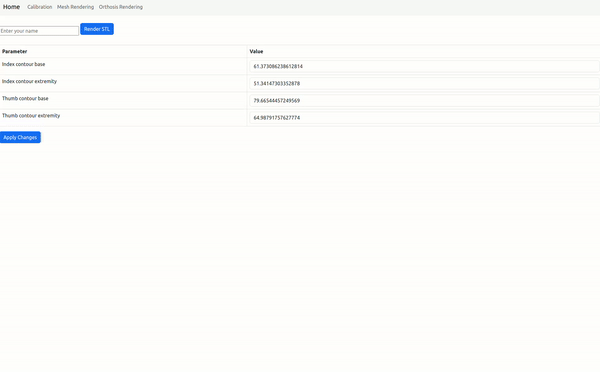 Home Calibration Mesh Rendering Orthosis Rendering
Enter your name Render STL
Parameter Value
Index contour base 61.373086238612814
Index contour extremity 51.34147303352878
Thumb contour base 79.66544457249569
Thumb contour extremity 64.98791757627774
Apply Changes